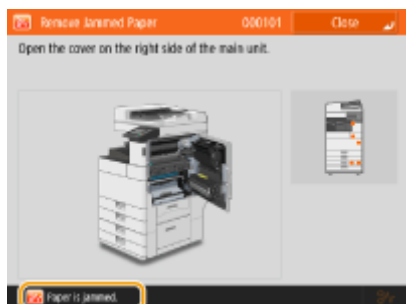 Remove Jammed Paper 000101 Close
Open the cover on the right side of the main unit.
Paper is jammed.